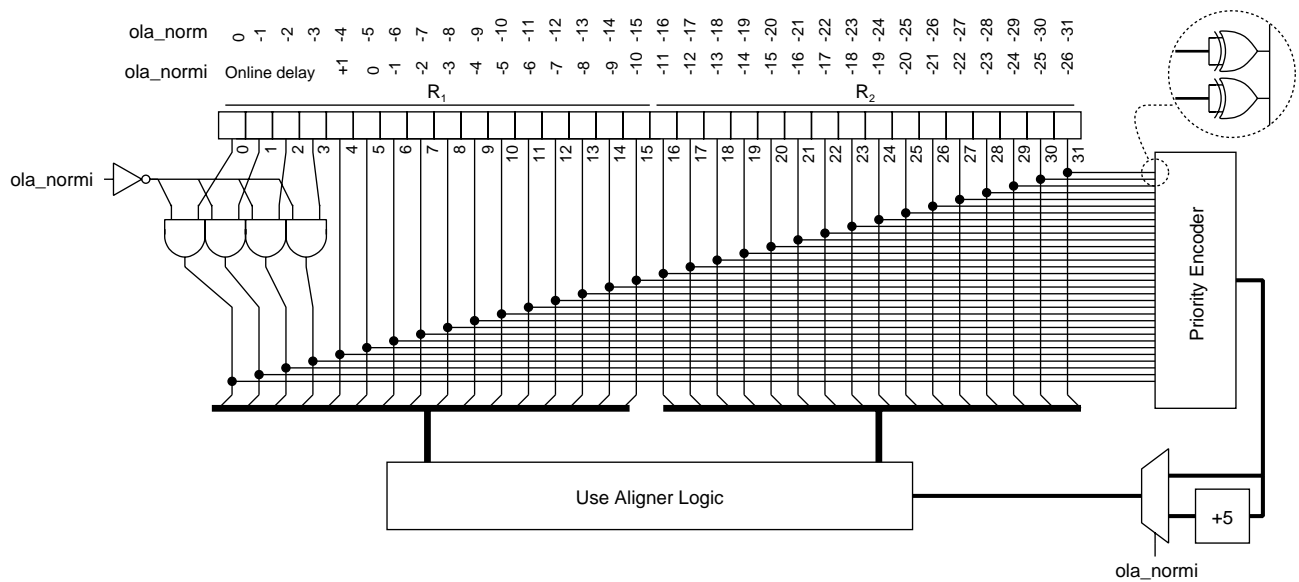 ola_norm 0 -1 -2 -3 -4 -5 -6 -7 -8 -9 -10 -11 -12 -13 -14 -15 -16 -17 -18 -19 -20 -21 -22 -23 -24 -25 -26 -27 -28 -29 -30 -31
ola_normi Online delay +1 0 -1 -2 -3 -4 -5 -6 -7 -8 -9 -10 -11 -12 -13 -14 -15 -16 -17 -18 -19 -20 -21 -22 -23 -24 -25 -26
R1 R2
0 1 2 3 4 5 6 7 8 9 10 11 12 13 14 15 16 17 18 19 20 21 22 23 24 25 26 27 28 29 30 31
ola_normi
Priority Encoder
Use Aligner Logic
+5
ola_normi